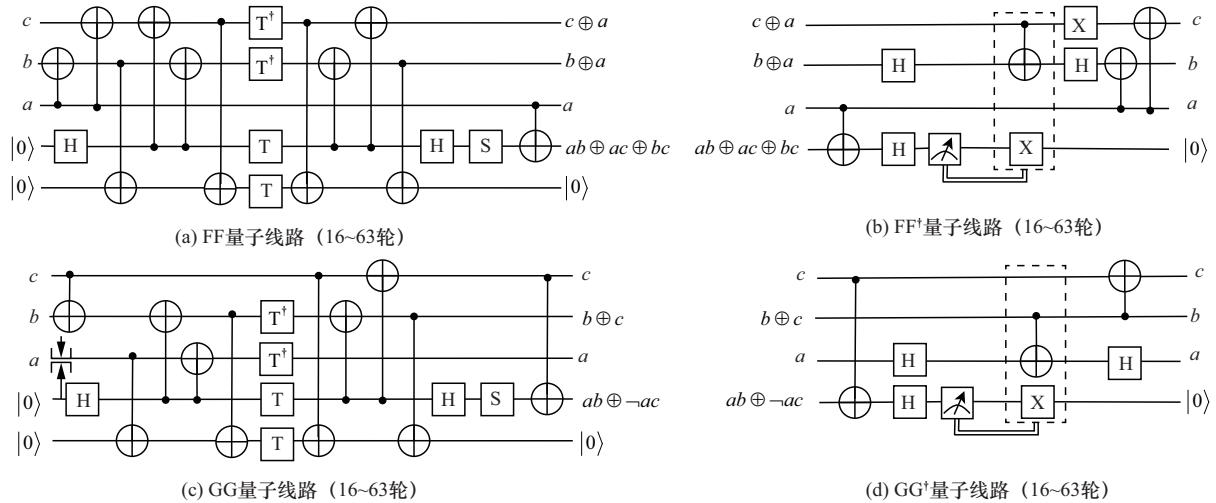 c T† c⊕a
b T† b⊕a
a a
|0⟩ H T H S ab⊕ac⊕bc
|0⟩ T |0⟩
(a) FF量子线路（16~63轮）
c⊕a X c
b⊕a H H b
a a
ab⊕ac⊕bc H X |0⟩
(b) FF†量子线路（16~63轮）
c c
b T† b⊕c
a T† a
|0⟩ H T H S ab⊕¬ac
|0⟩ T |0⟩
(c) GG量子线路（16~63轮）
c c
b⊕c b
a H H a
ab⊕¬ac H X |0⟩
(d) GG†量子线路（16~63轮）